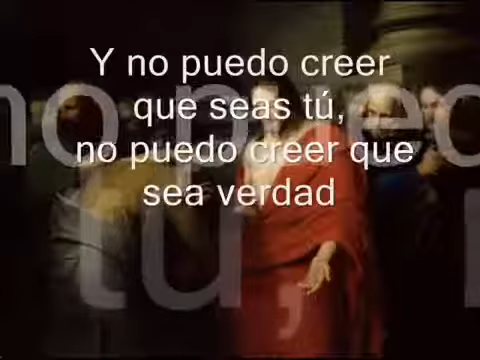 Y no puedo creer
que seas tú,
no puedo creer que
sea verdad